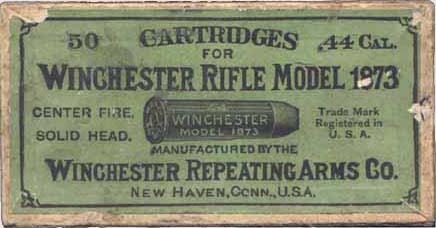 50 CARTRIDGES .44 CAL.
FOR
WINCHESTER RIFLE MODEL 1873
CENTER FIRE,
SOLID HEAD.
WINCHESTER
MODEL 1873
Trade Mark
Registered in
U. S. A.
MANUFACTURED BY THE
WINCHESTER REPEATING ARMS CO.
NEW HAVEN, CONN., U.S.A.